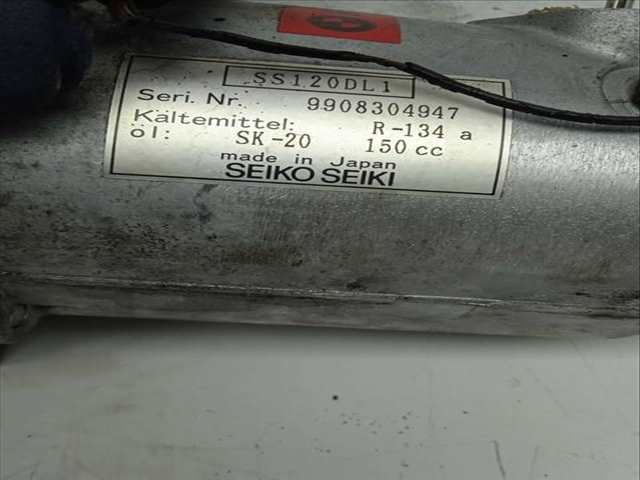 SS120DL1
Seri. Nr. 9908304947
Kältemittel: R-134 a
öl: SK-20 150 cc
made in Japan
SEIKO SEIKI